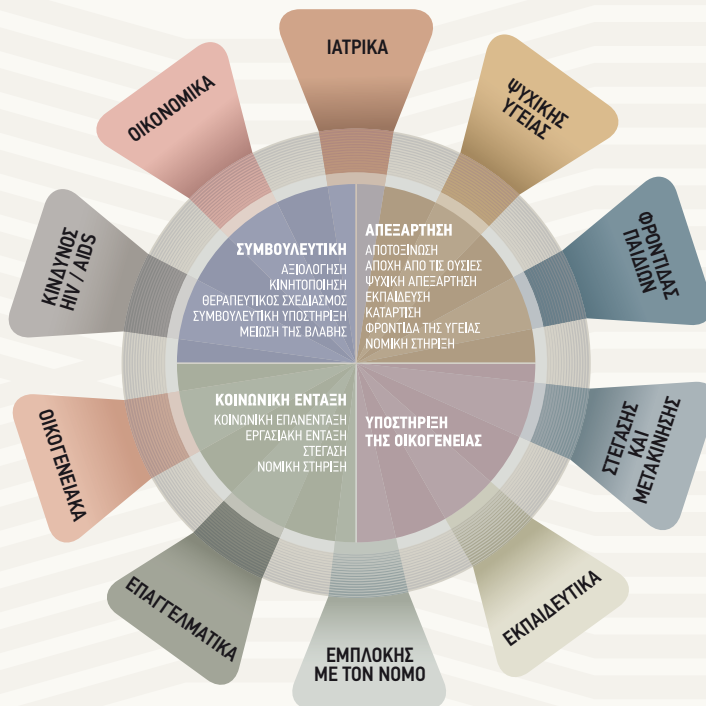 ΙΑΤΡΙΚΑ
ΨΥΧΙΚΗΣ
ΥΓΕΙΑΣ
ΦΡΟΝΤΙΔΑΣ
ΠΑΙΔΙΩΝ
ΣΤΕΓΑΣΗΣ
ΚΑΙ
ΜΕΤΑΚΙΝΗΣΗΣ
ΕΚΠΑΙΔΕΥΤΙΚΑ
ΕΜΠΛΟΚΗΣ
ΜΕ ΤΟΝ ΝΟΜΟ
ΕΠΑΓΓΕΛΜΑΤΙΚΑ
ΟΙΚΟΓΕΝΕΙΑΚΑ
ΚΙΝΔΥΝΟΣ
HIV / AIDS
ΟΙΚΟΝΟΜΙΚΑ
ΣΥΜΒΟΥΛΕΥΤΙΚΗ
ΑΞΙΟΛΟΓΗΣΗ
ΚΙΝΗΤΟΠΟΙΗΣΗ
ΘΕΡΑΠΕΥΤΙΚΟΣ ΣΧΕΔΙΑΣΜΟΣ
ΣΥΜΒΟΥΛΕΥΤΙΚΗ ΥΠΟΣΤΗΡΙΞΗ
ΜΕΙΩΣΗ ΤΗΣ ΒΛΑΒΗΣ
ΑΠΕΞΑΡΤΗΣΗ
ΑΠΟΤΟΞΙΝΩΣΗ
ΑΠΟΧΗ ΑΠΟ ΤΙΣ ΟΥΣΙΕΣ
ΨΥΧΙΚΗ ΑΠΕΞΑΡΤΗΣΗ
ΕΚΠΑΙΔΕΥΣΗ
ΚΑΤΑΡΤΙΣΗ
ΦΡΟΝΤΙΔΑ ΤΗΣ ΥΓΕΙΑΣ
ΝΟΜΙΚΗ ΣΤΗΡΙΞΗ
ΚΟΙΝΩΝΙΚΗ ΕΝΤΑΞΗ
ΚΟΙΝΩΝΙΚΗ ΕΠΑΝΕΝΤΑΞΗ
ΕΡΓΑΣΙΑΚΗ ΕΝΤΑΞΗ
ΣΤΕΓΑΣΗ
ΝΟΜΙΚΗ ΣΤΗΡΙΞΗ
ΥΠΟΣΤΗΡΙΞΗ
ΤΗΣ ΟΙΚΟΓΕΝΕΙΑΣ